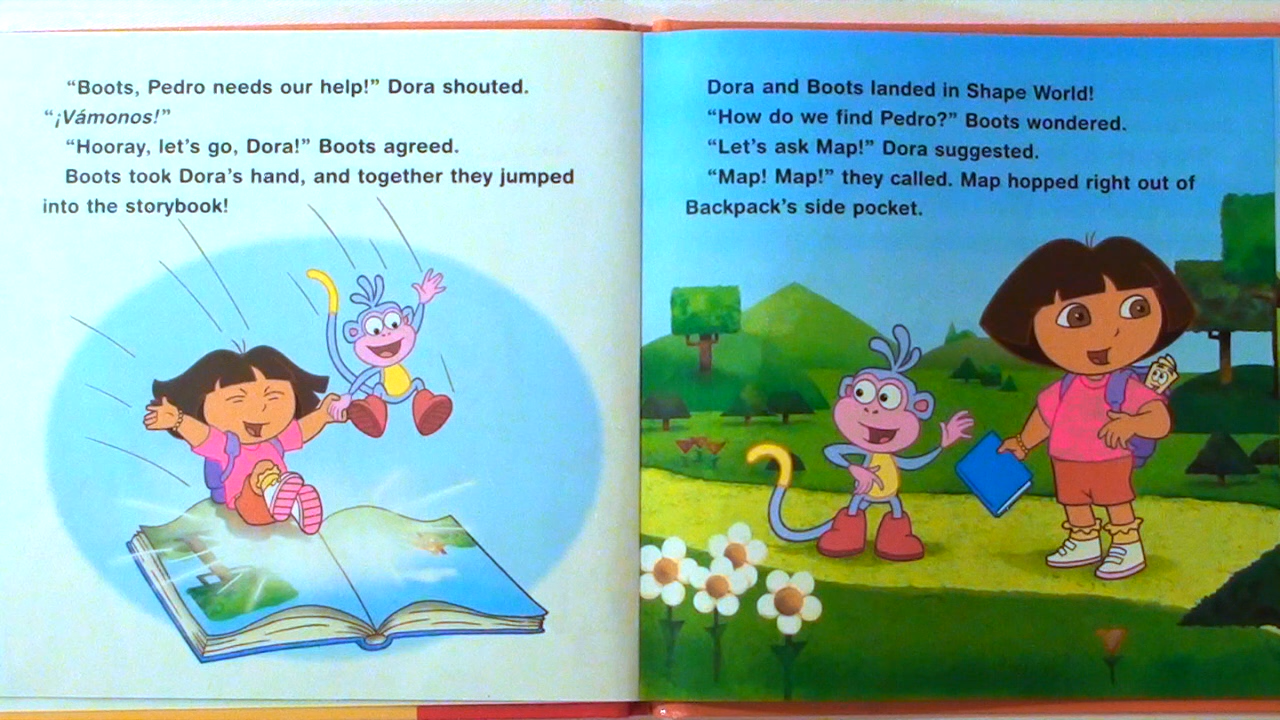 “Boots, Pedro needs our help!” Dora shouted.
“¡Vámonos!”
“Hooray, let’s go, Dora!” Boots agreed.
Boots took Dora’s hand, and together they jumped
into the storybook!
Dora and Boots landed in Shape World!
“How do we find Pedro?” Boots wondered.
“Let’s ask Map!” Dora suggested.
“Map! Map!” they called. Map hopped right out of
Backpack’s side pocket.